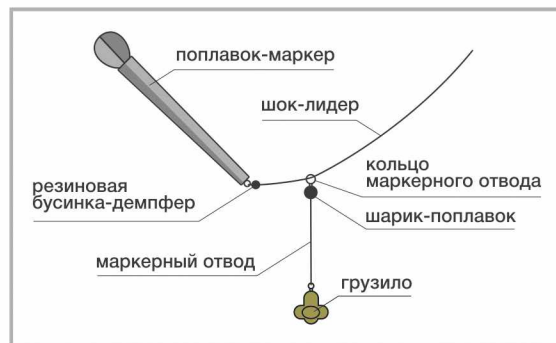 поплавок-маркер
шок-лидер
кольцо
маркерного отвода
резиновая
бусинка-демпфер
шарик-поплавок
маркерный отвод
грузило